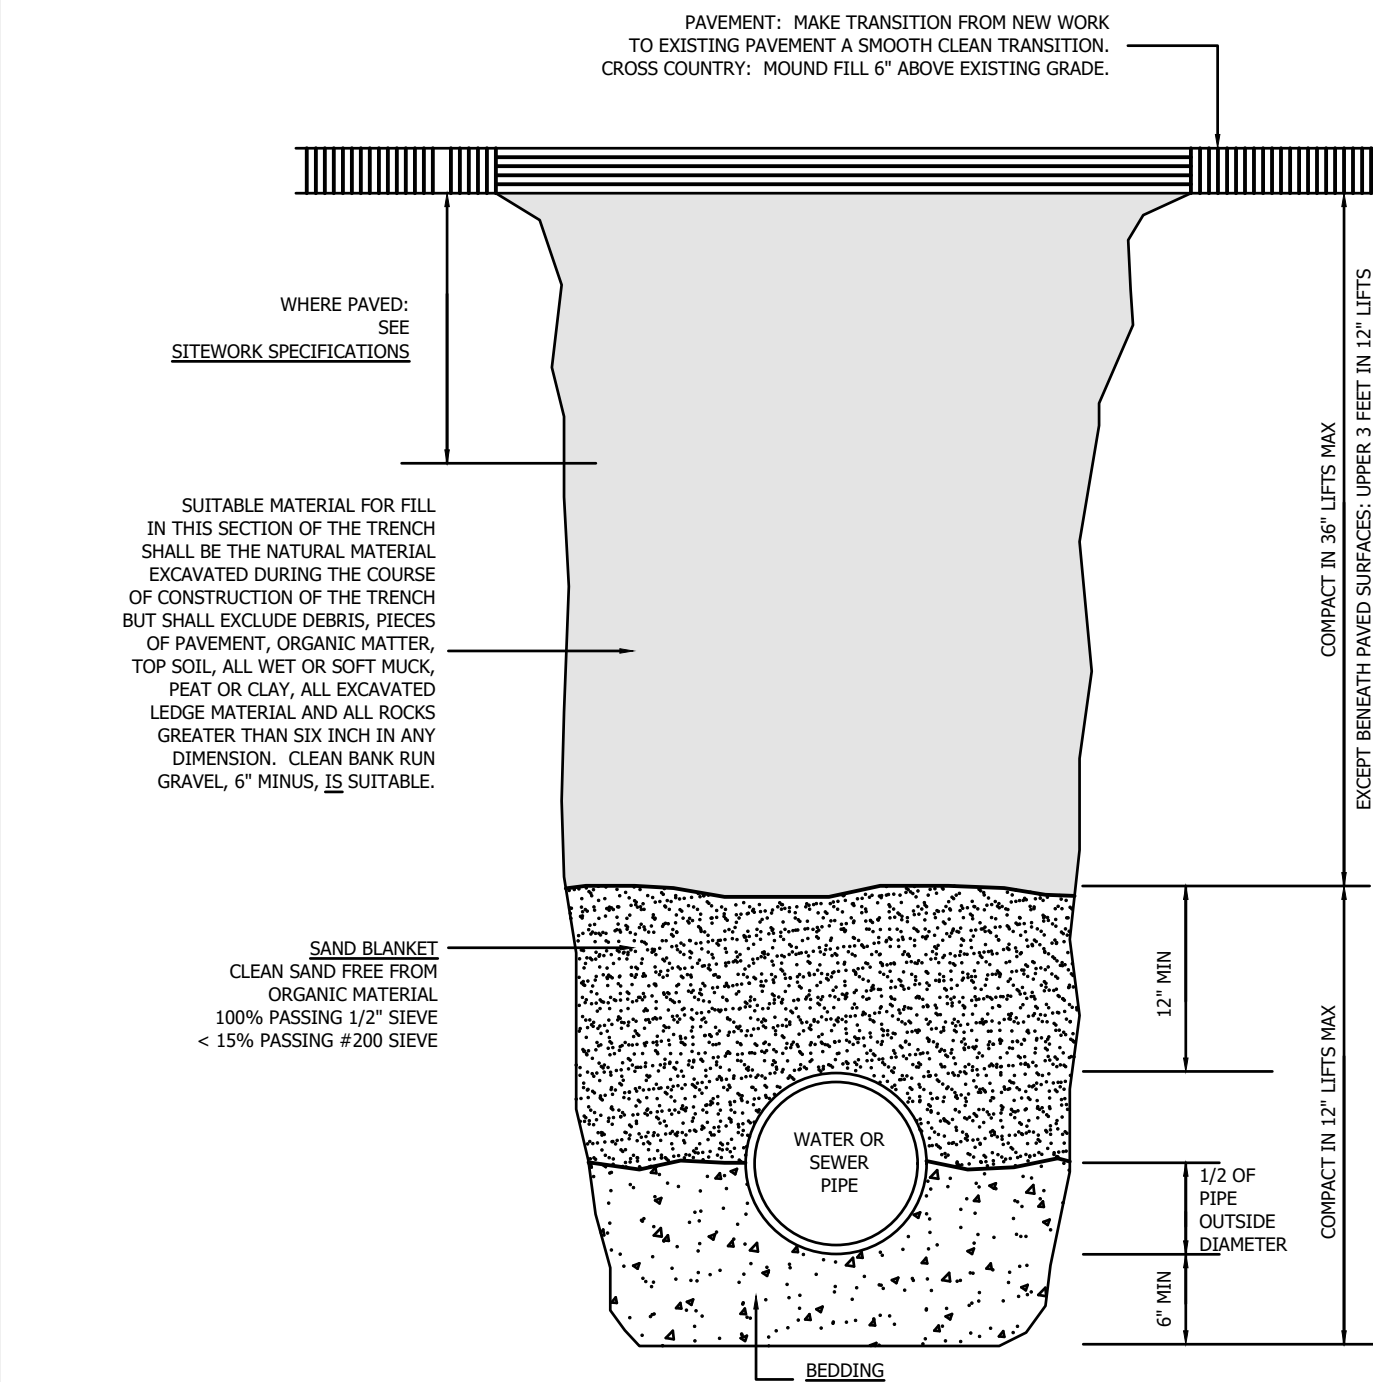 PAVEMENT: MAKE TRANSITION FROM NEW WORK
TO EXISTING PAVEMENT A SMOOTH CLEAN TRANSITION.
CROSS COUNTRY: MOUND FILL 6" ABOVE EXISTING GRADE.
WHERE PAVED:
SEE
SITEWORK SPECIFICATIONS
SUITABLE MATERIAL FOR FILL
IN THIS SECTION OF THE TRENCH
SHALL BE THE NATURAL MATERIAL
EXCAVATED DURING THE COURSE
OF CONSTRUCTION OF THE TRENCH
BUT SHALL EXCLUDE DEBRIS, PIECES
OF PAVEMENT, ORGANIC MATTER,
TOP SOIL, ALL WET OR SOFT MUCK,
PEAT OR CLAY, ALL EXCAVATED
LEDGE MATERIAL AND ALL ROCKS
GREATER THAN SIX INCH IN ANY
DIMENSION. CLEAN BANK RUN
GRAVEL, 6" MINUS, IS SUITABLE.
COMPACT IN 36" LIFTS MAX
EXCEPT BENEATH PAVED SURFACES: UPPER 3 FEET IN 12" LIFTS
SAND BLANKET
CLEAN SAND FREE FROM
ORGANIC MATERIAL
100% PASSING 1/2" SIEVE
< 15% PASSING #200 SIEVE
12" MIN
COMPACT IN 12" LIFTS MAX
WATER OR
SEWER
PIPE
1/2 OF
PIPE
OUTSIDE
DIAMETER
6" MIN
BEDDING